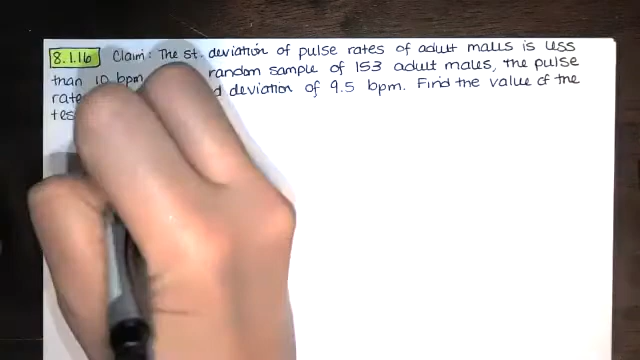 8.1.16 Claim: The st. deviation of pulse rates of adult males is less
than 10 bpm random sample of 153 adult males, the pulse
rate deviation of 9.5 bpm. Find the value of the
tes